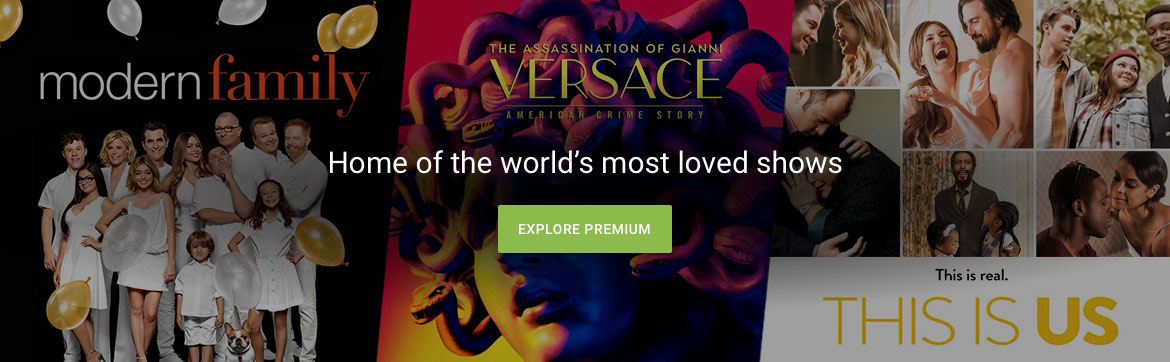 modern family
THE ASSASSINATION OF GIANNI
VERSACE
AMERICAN CRIME STORY
Home of the world’s most loved shows
EXPLORE PREMIUM
This is real.
THIS IS US